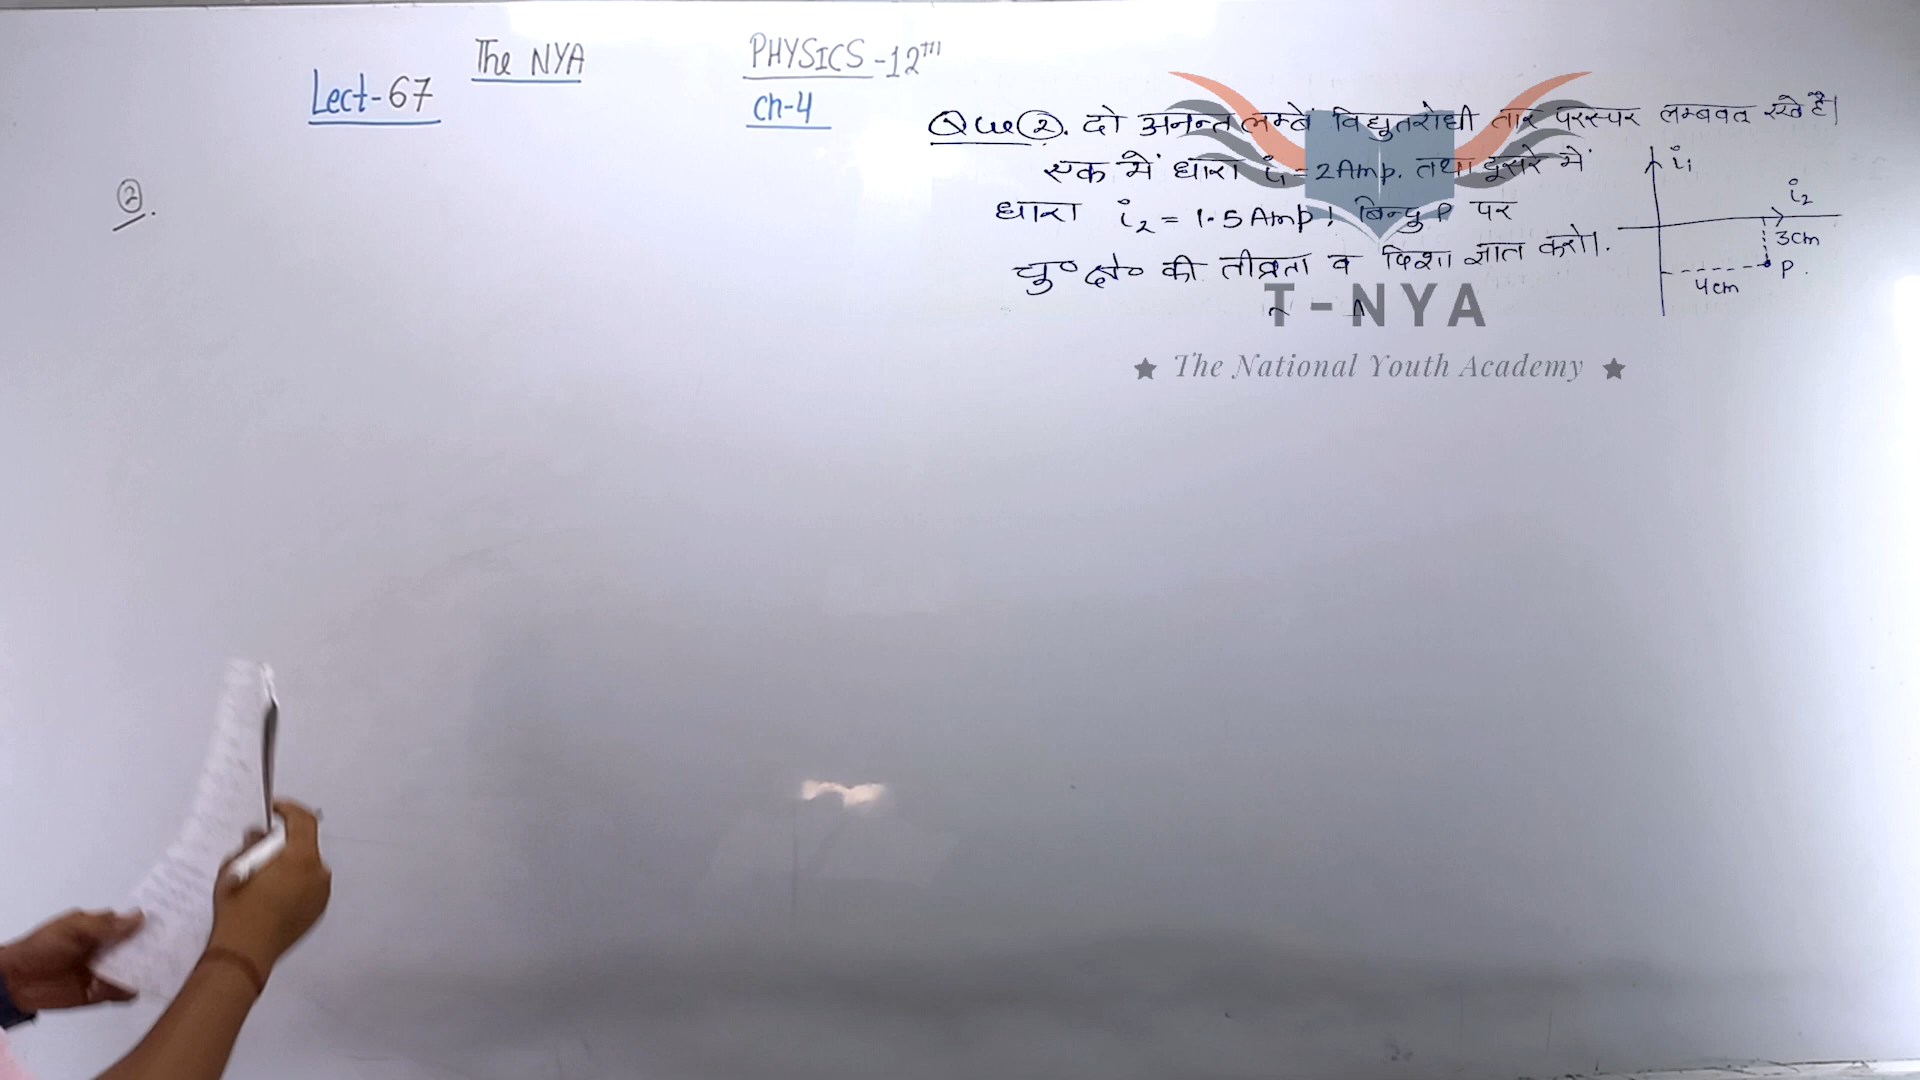 The NYA
PHYSICS-12TH
Lect-67
Ch-4
Que ②. दो अनन्त लम्बे विद्युतरोधी तार परस्पर लम्बवत रखे है।
एक में धारा i₁ = 2Amp. तथा दूसरे में
धारा i₂ = 1.5 Amp। बिन्दु P पर
चु० क्षे० की तीव्रता व दिशा ज्ञात करो।.
i₁
i₂
3cm
P.
4cm
②.
T-NYA
★ The National Youth Academy ★